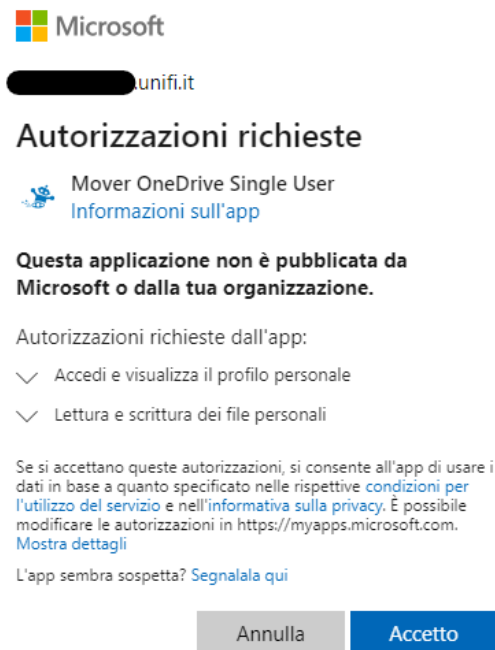 Microsoft
.unifi.it
Autorizzazioni richieste
Mover OneDrive Single User
Informazioni sull'app
Questa applicazione non è pubblicata da
Microsoft o dalla tua organizzazione.
Autorizzazioni richieste dall'app:
Accedi e visualizza il profilo personale
Lettura e scrittura dei file personali
Se si accettano queste autorizzazioni, si consente all'app di usare i
dati in base a quanto specificato nelle rispettive condizioni per
l'utilizzo del servizio e nell'informativa sulla privacy. È possibile
modificare le autorizzazioni in https://myapps.microsoft.com.
Mostra dettagli
L'app sembra sospetta? Segnalala qui
Annulla
Accetto